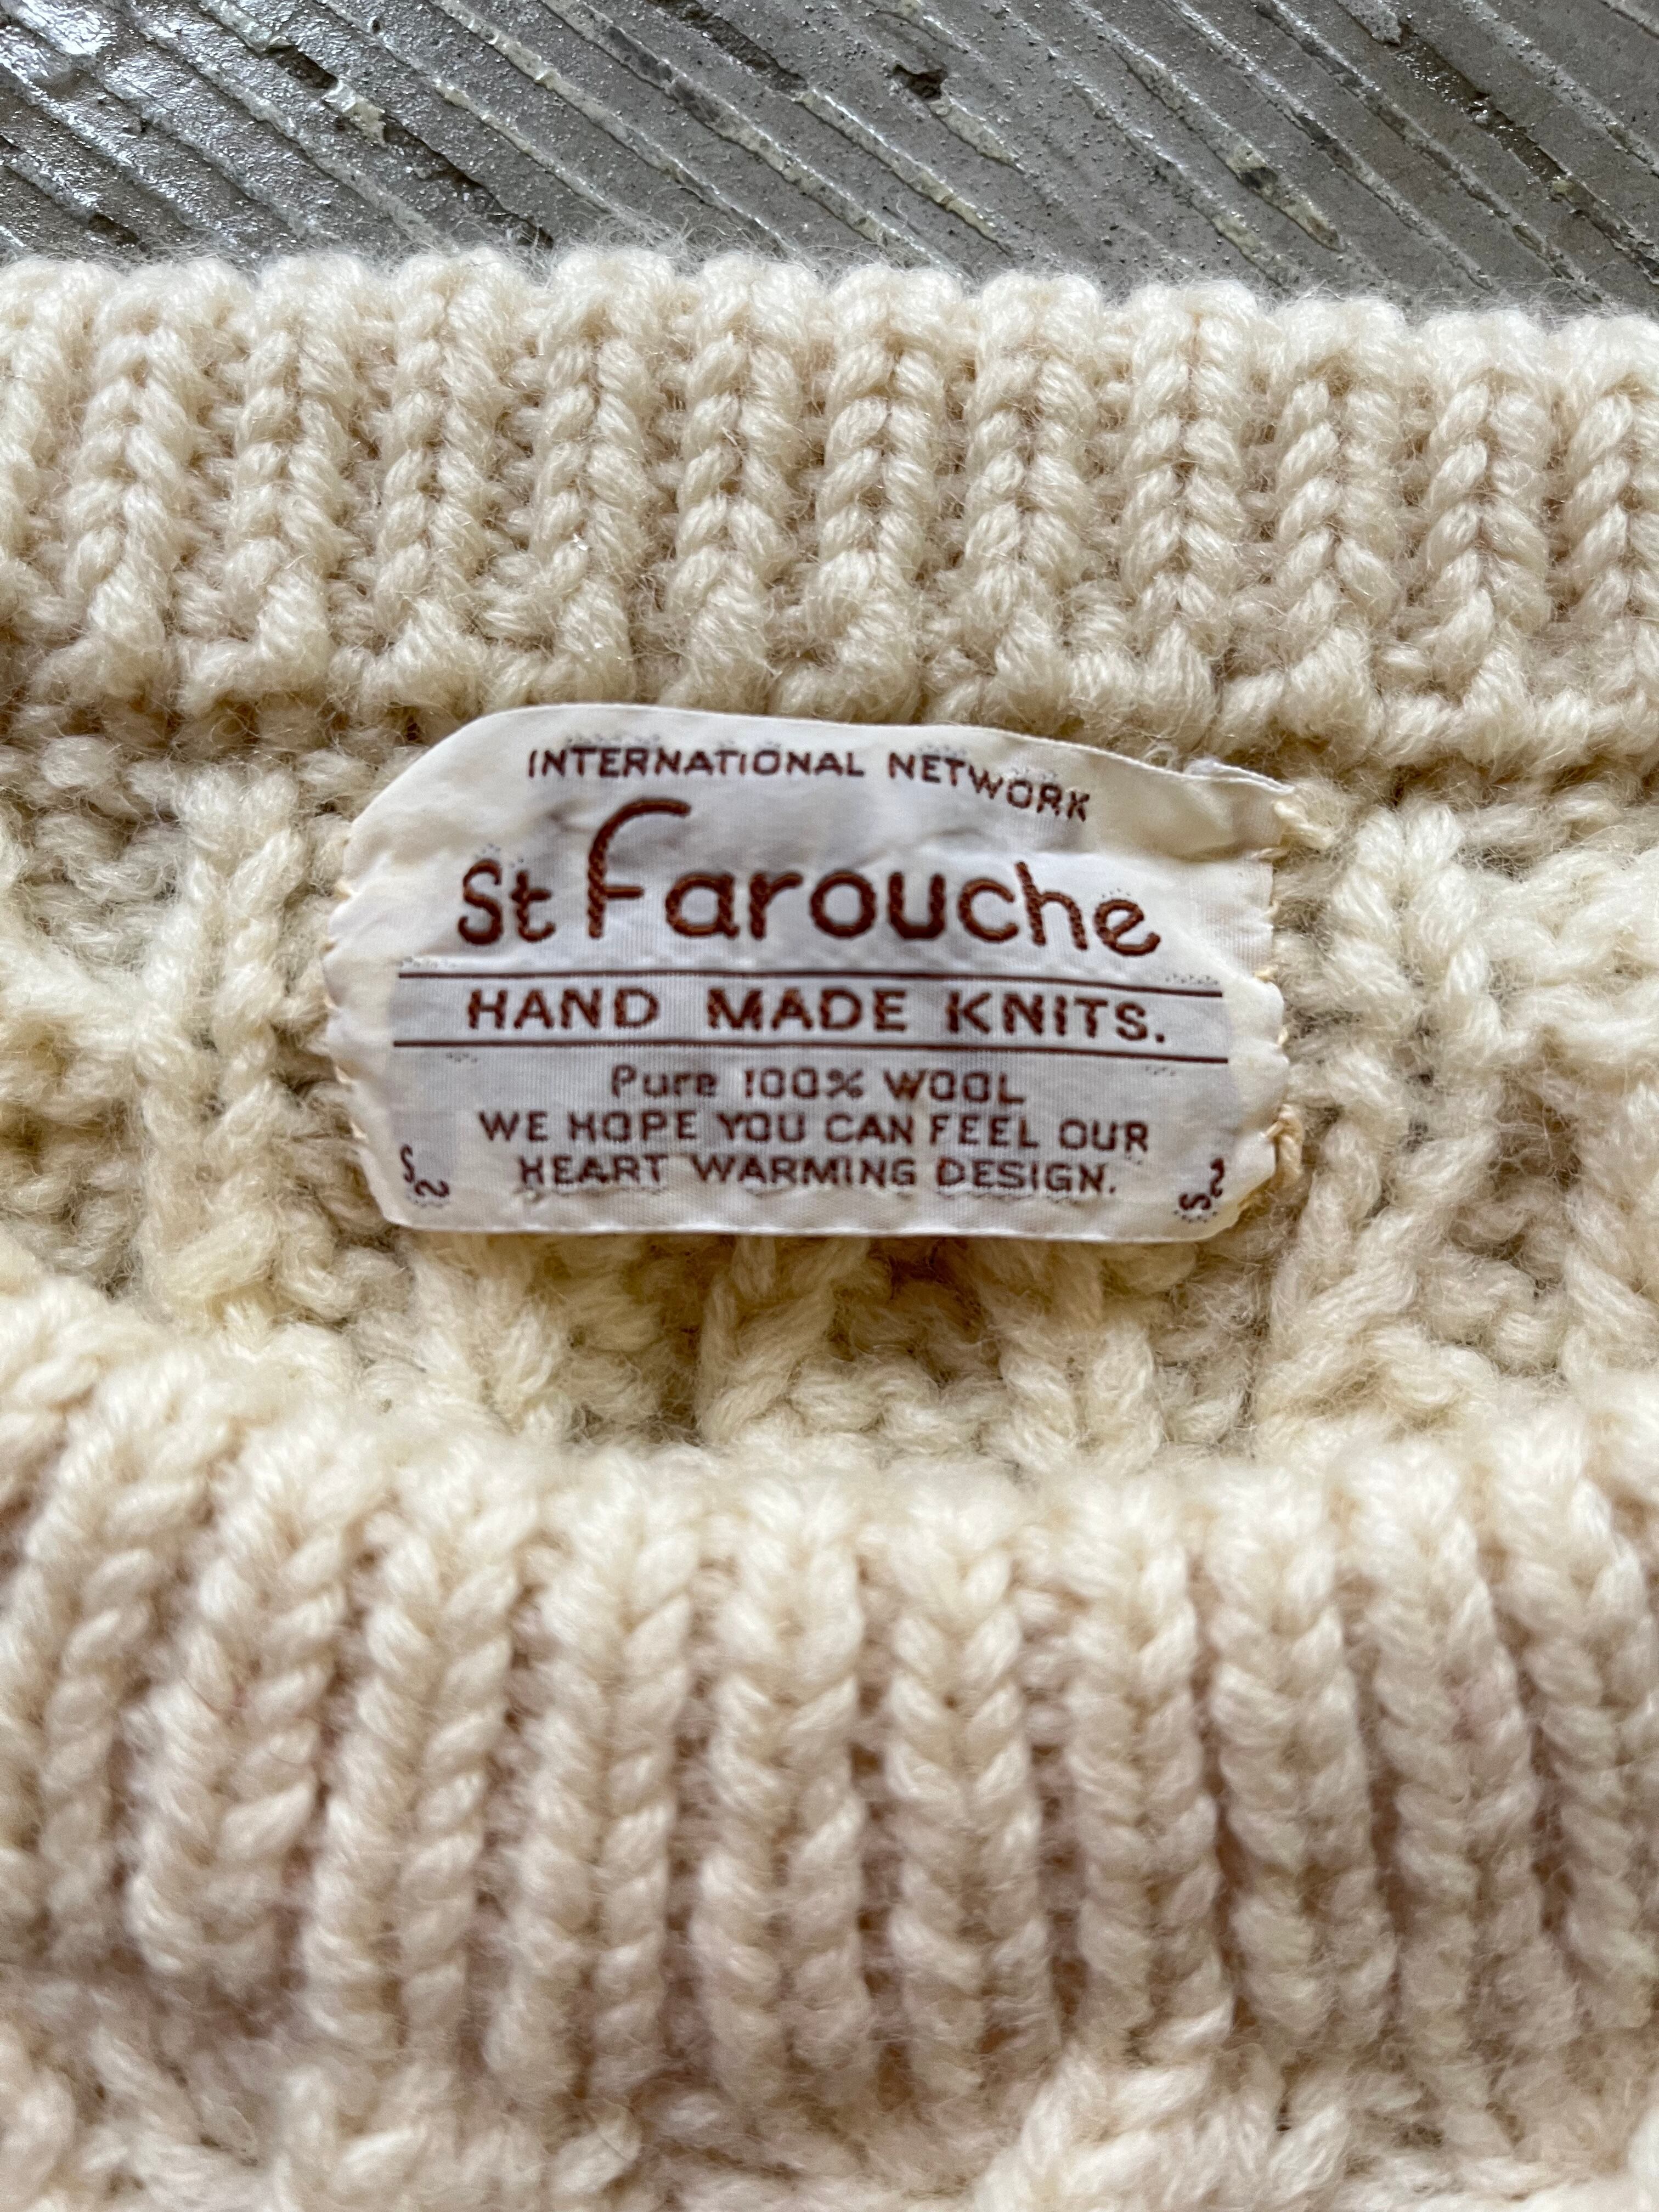 INTERNATIONAL NETWORK
St Farouche
HAND MADE KNITS.
Pure 100% WOOL
WE HOPE YOU CAN FEEL OUR
HEART WARMING DESIGN.